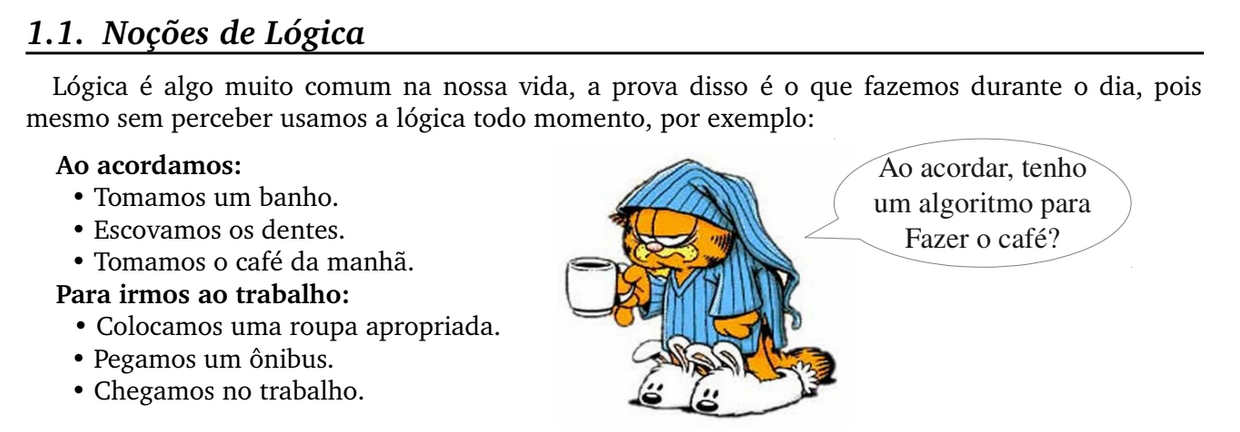 1.1. Noções de Lógica
Lógica é algo muito comum na nossa vida, a prova disso é o que fazemos durante o dia, pois
mesmo sem perceber usamos a lógica todo momento, por exemplo:
Ao acordamos:
• Tomamos um banho.
• Escovamos os dentes.
• Tomamos o café da manhã.
Para irmos ao trabalho:
• Colocamos uma roupa apropriada.
• Pegamos um ônibus.
• Chegamos no trabalho.
Ao acordar, tenho
um algoritmo para
Fazer o café?